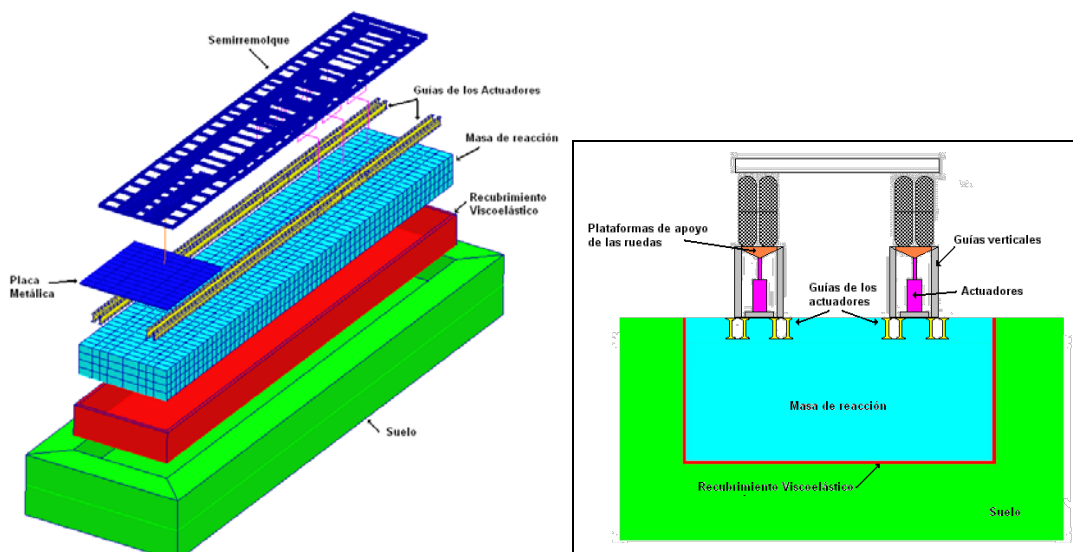 Semirremolque
Guías de los Actuadores
Masa de reacción
Recubrimiento
Viscoelástico
Placa
Metálica
Suelo
Plataformas de apoyo
de las ruedas
Guías verticales
Guías de los
actuadores
Actuadores
Masa de reacción
Recubrimiento Viscoelástico
Suelo